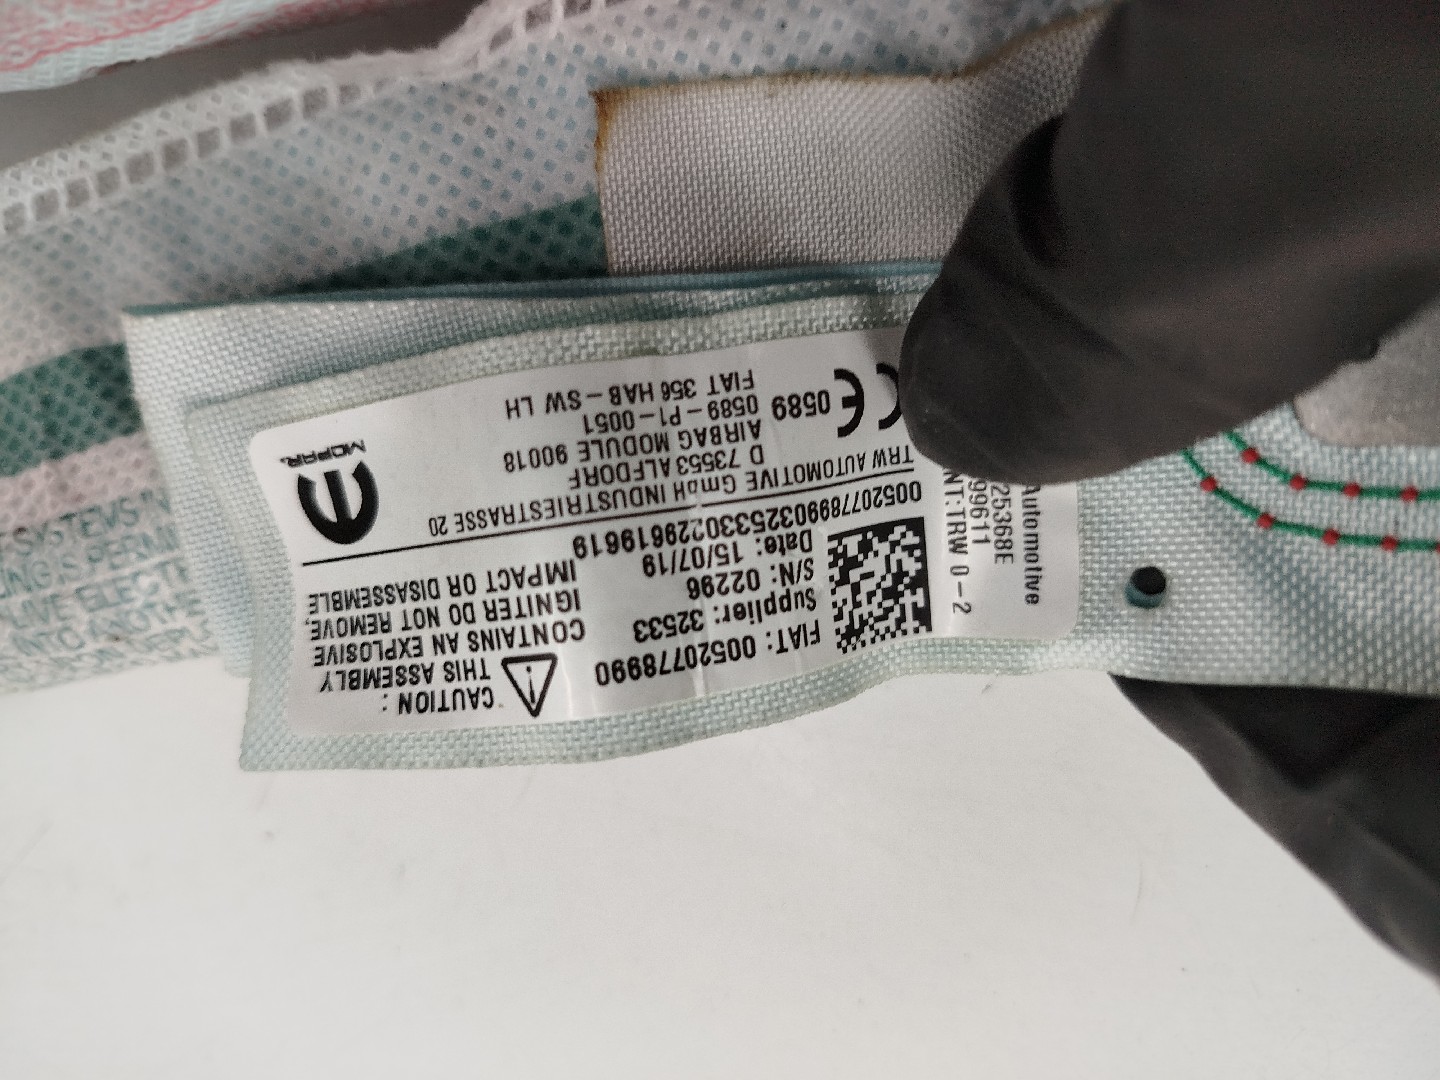 CAUTION :
THIS ASSEMBLY
CONTAINS AN EXPLOSIVE
IGNITER DO NOT REMOVE,
IMPACT OR DISASSEMBLE
FIAT: 00520778990
Supplier: 32533
S/N: 02296
Date: 15/07/19
00520778990325330229619619
TRW AUTOMOTIVE GmbH INDUSTRIESTRASSE 20
D 73553 ALFDORF
AIRBAG MODULE 90018
0589-P1-0051
FIAT 356 HAB-SW LH
CE 0589
MOPAR
Automotive
25368E
99611
NT:TRW 0-2
SYSTEMS